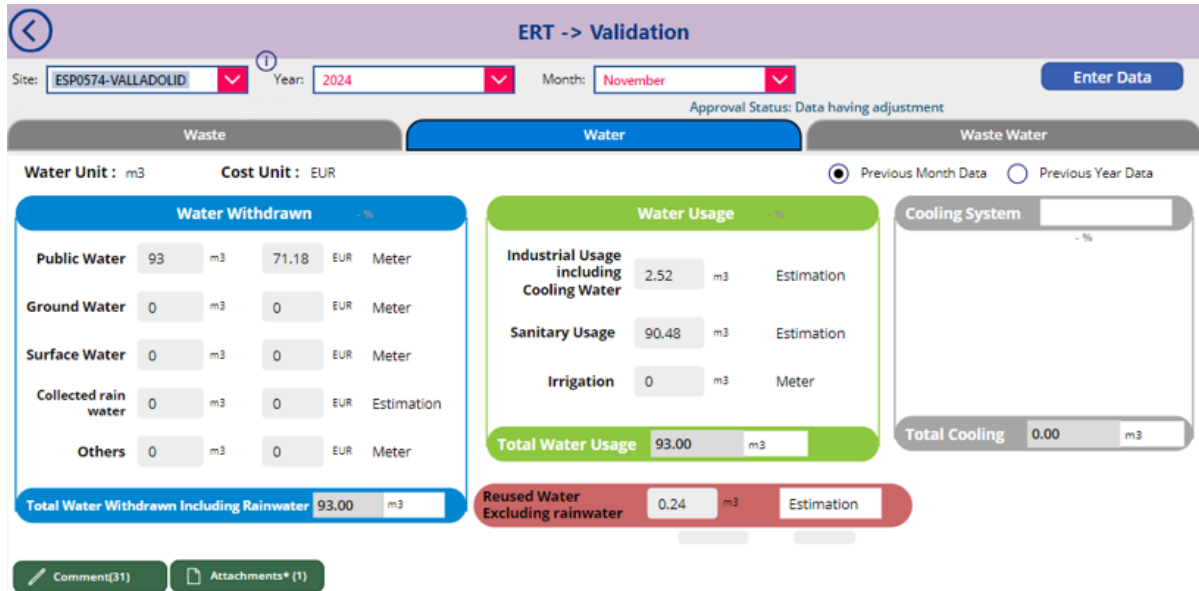 ERT -> Validation
Site: ESP0574-VALLADOLID i Year: 2024 Month: November Enter Data
Approval Status: Data having adjustment
Waste Water Waste Water
Water Unit : m3 Cost Unit : EUR Previous Month Data Previous Year Data
Water Withdrawn - %
Public Water 93 m3 71.18 EUR Meter
Ground Water 0 m3 0 EUR Meter
Surface Water 0 m3 0 EUR Meter
Collected rain
water 0 m3 0 EUR Estimation
Others 0 m3 0 EUR Meter
Total Water Withdrawn Including Rainwater 93.00 m3
Water Usage - %
Industrial Usage
including
Cooling Water 2.52 m3 Estimation
Sanitary Usage 90.48 m3 Estimation
Irrigation 0 m3 Meter
Total Water Usage 93.00 m3
Reused Water
Excluding rainwater 0.24 m3 Estimation
Cooling System
- %
Total Cooling 0.00 m3
Comment(31) Attachments* (1)